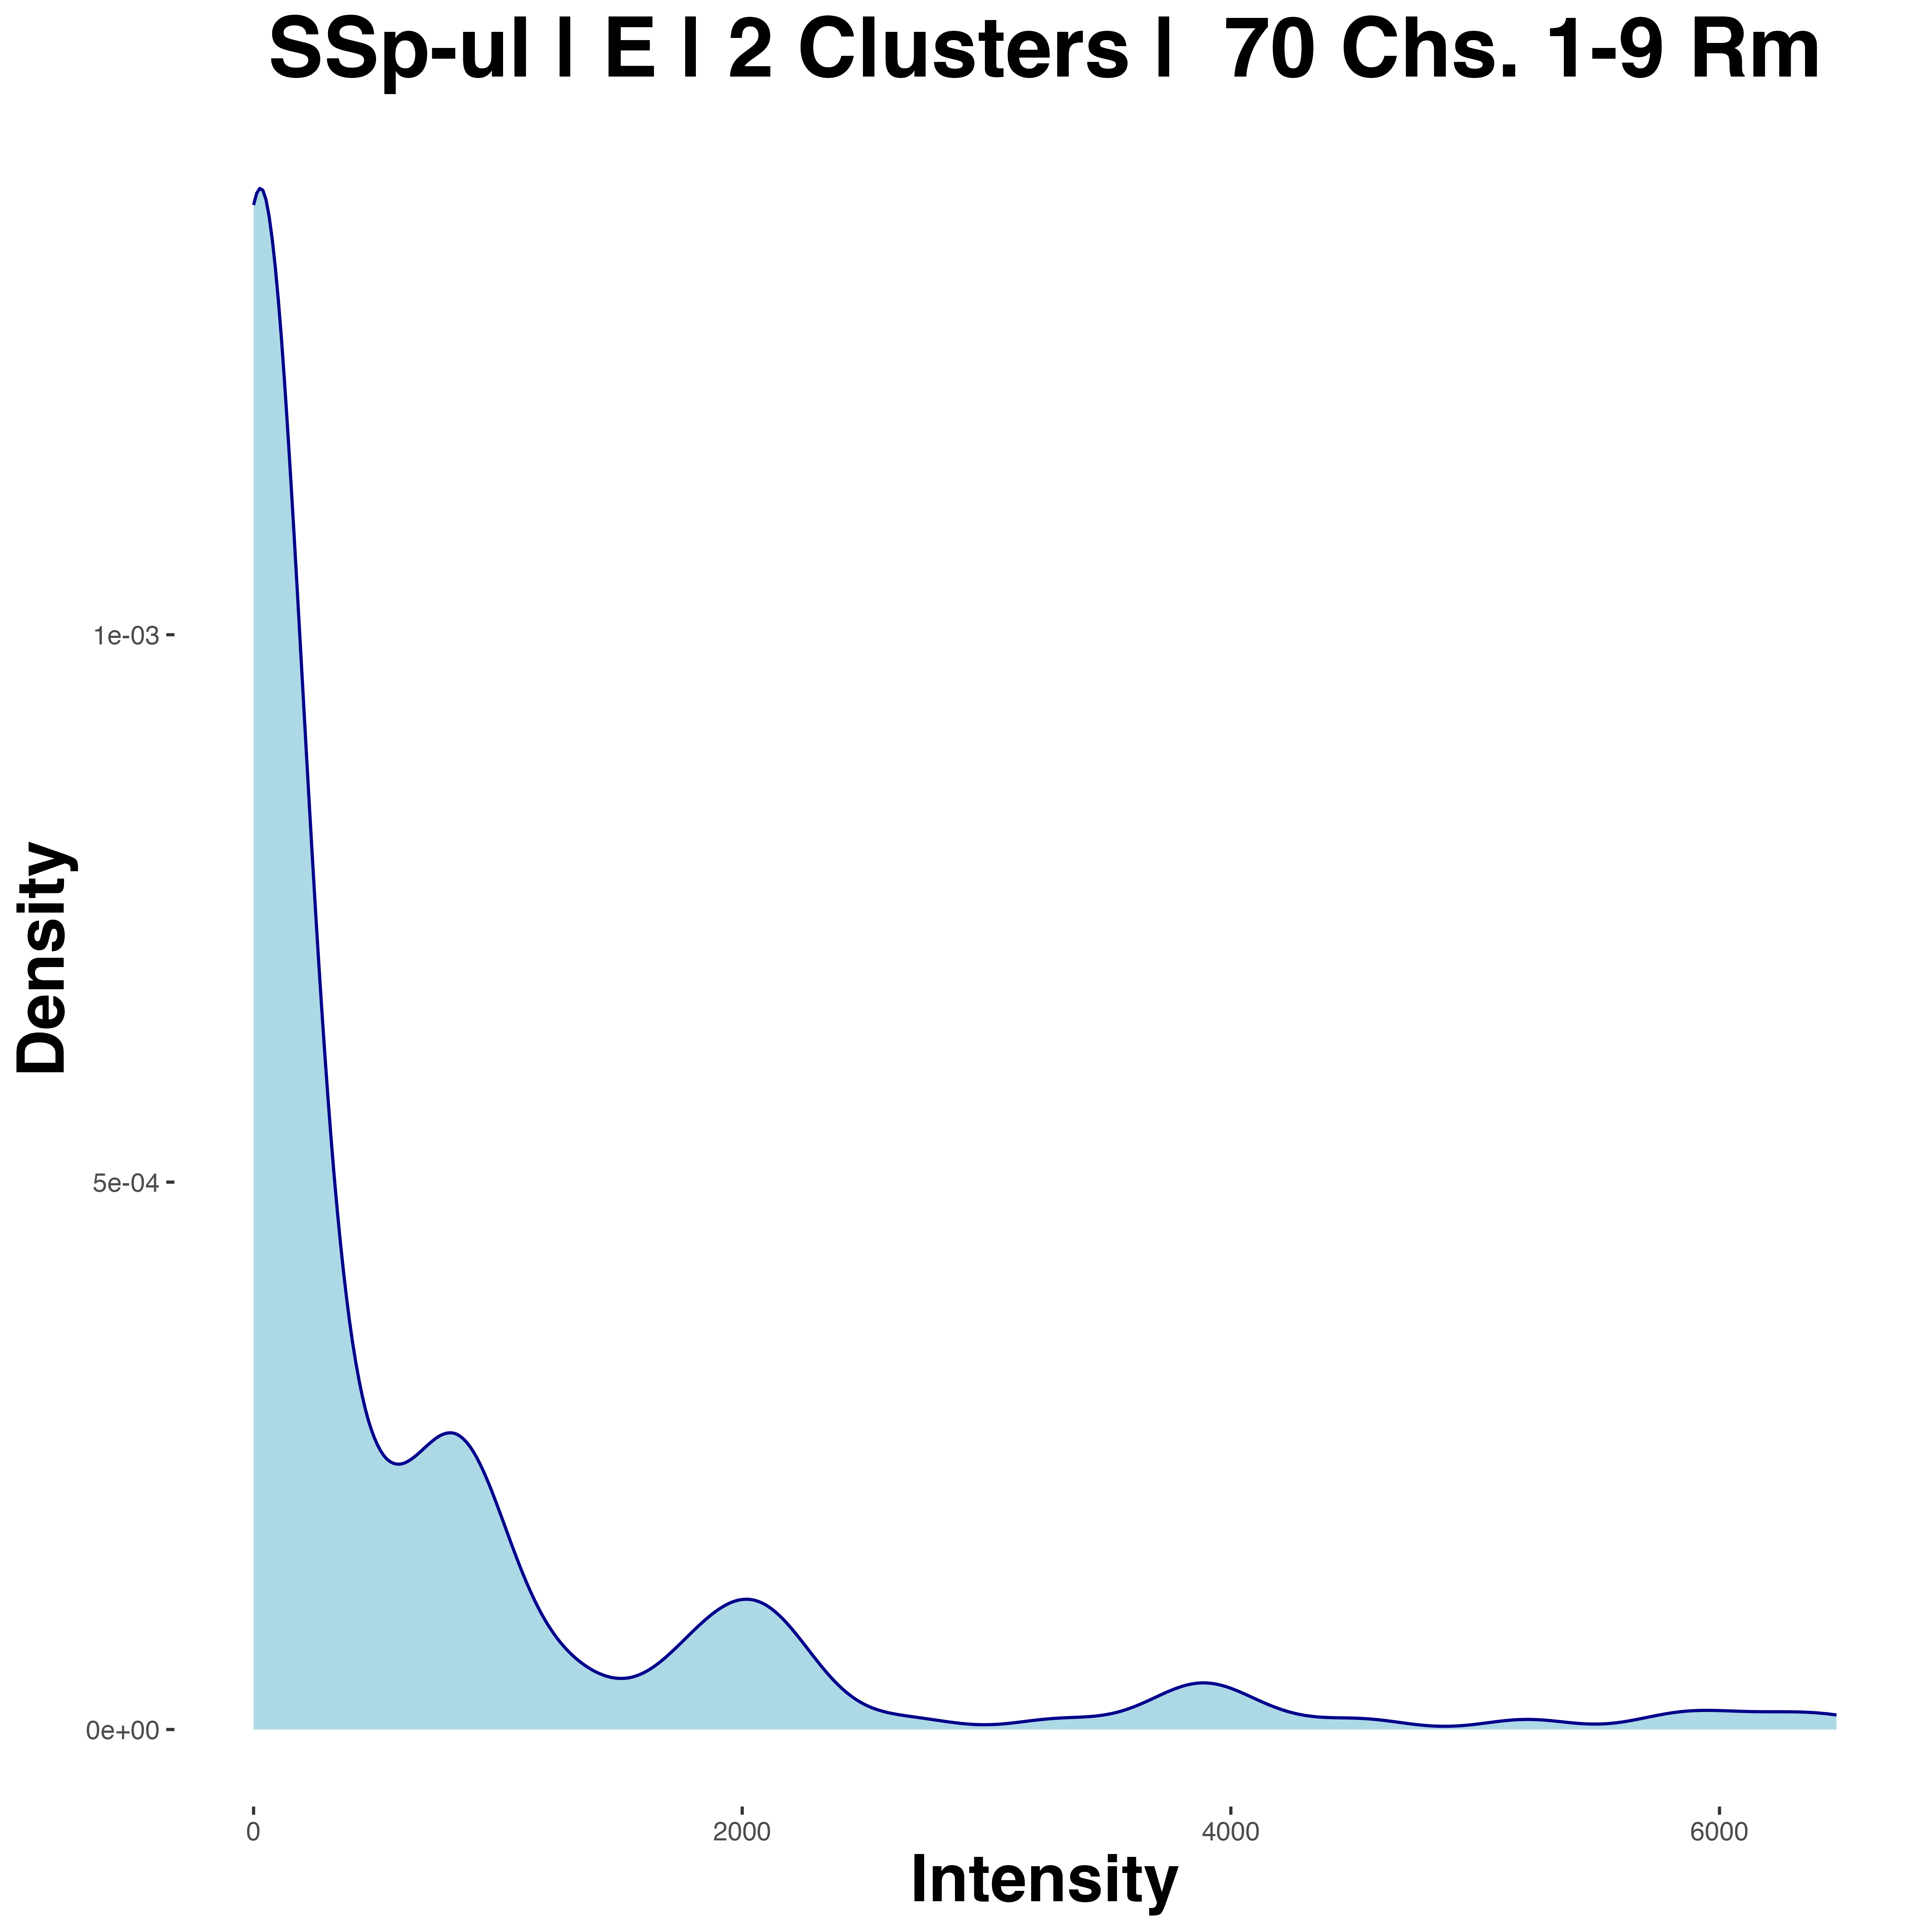 SSp-ul | E | 2 Clusters |  70 Chs. 1-9 Rm
Density
1e-03
5e-04
0e+00
0 2000 4000 6000
Intensity